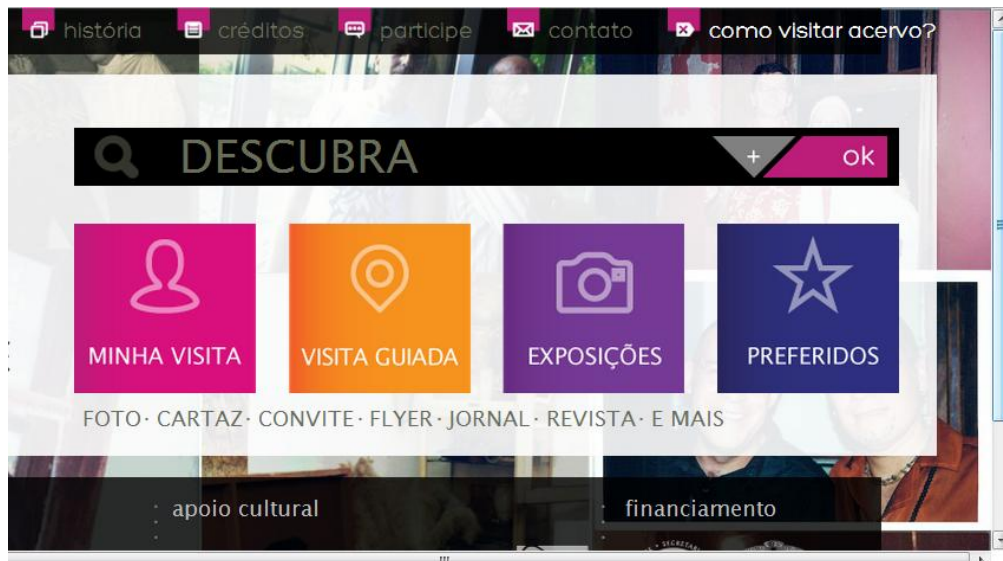 história créditos participe contato como visitar acervo?
DESCUBRA + ok
MINHA VISITA VISITA GUIADA EXPOSIÇÕES PREFERIDOS
FOTO· CARTAZ· CONVITE· FLYER· JORNAL· REVISTA· E MAIS
apoio cultural financiamento